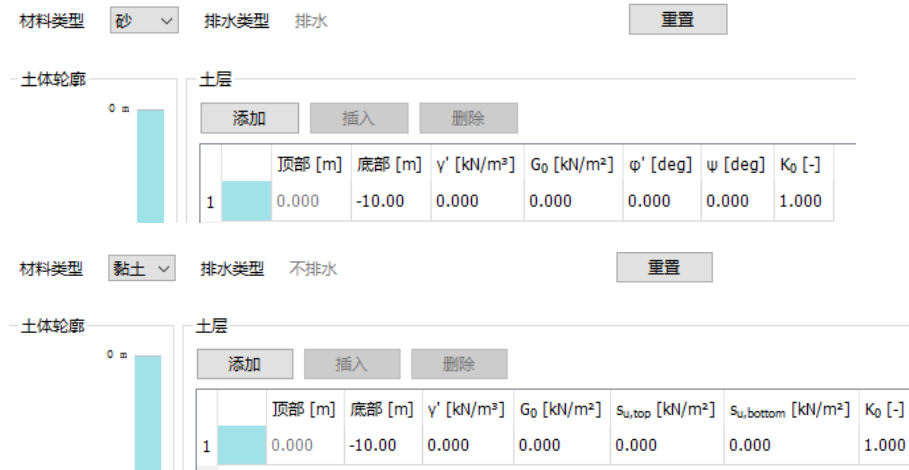 材料类型 砂 排水类型 排水 重置
土体轮廓 土层
0 m
添加 插入 删除
顶部 [m] 底部 [m] γ' [kN/m³] G₀ [kN/m²] φ' [deg] ψ [deg] K₀ [-]
1 0.000 -10.00 0.000 0.000 0.000 0.000 1.000
材料类型 黏土 排水类型 不排水 重置
土体轮廓 土层
0 m
添加 插入 删除
顶部 [m] 底部 [m] γ' [kN/m³] G₀ [kN/m²] su,top [kN/m²] su,bottom [kN/m²] K₀ [-]
1 0.000 -10.00 0.000 0.000 0.000 0.000 1.000